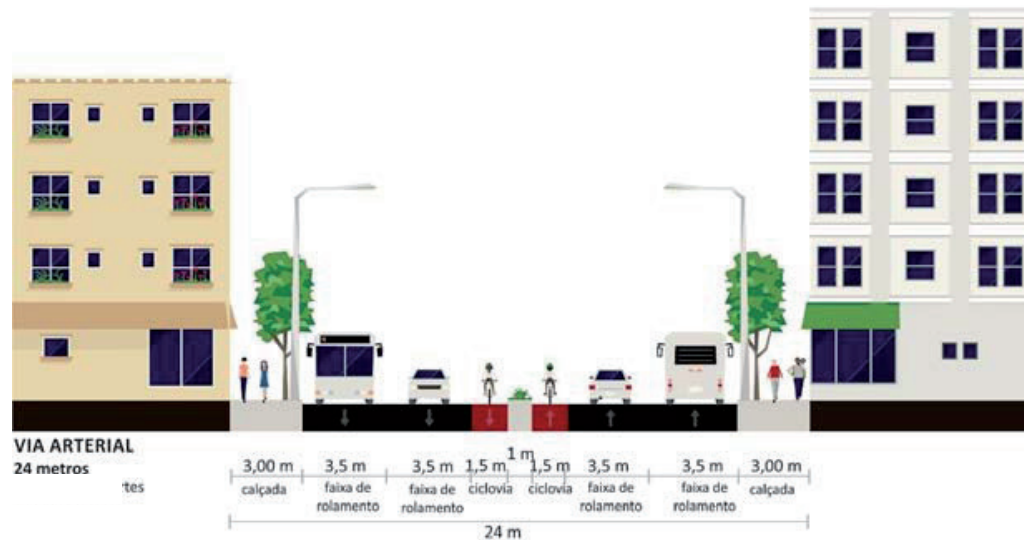 VIA ARTERIAL
24 metros
tes
1 m
3,00 m 3,5 m 3,5 m 1,5 m 1,5 m 3,5 m 3,5 m 3,00 m
calçada faixa de rolamento faixa de rolamento ciclovia ciclovia faixa de rolamento faixa de rolamento calçada
24 m